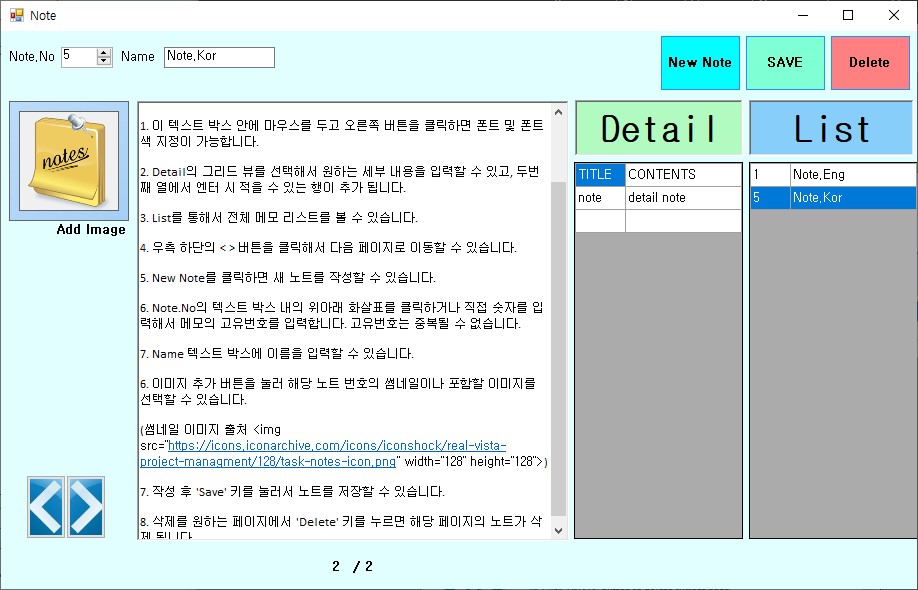 Note
Note.No 5 Name Note.Kor
New Note SAVE Delete
notes
Add Image
1. 이 텍스트 박스 안에 마우스를 두고 오른쪽 버튼을 클릭하면 폰트 및 폰트
색 지정이 가능합니다.
2. Detail의 그리드 뷰를 선택해서 원하는 세부 내용을 입력할 수 있고, 두번
째 열에서 엔터 시 적을 수 있는 행이 추가 됩니다.
3. List를 통해서 전체 메모 리스트를 볼 수 있습니다.
4. 우측 하단의 < > 버튼을 클릭해서 다음 페이지로 이동할 수 있습니다.
5. New Note를 클릭하면 새 노트를 작성할 수 있습니다.
6. Note.No의 텍스트 박스 내의 위아래 화살표를 클릭하거나 직접 숫자를 입
력해서 메모의 고유번호를 입력합니다. 고유번호는 중복될 수 없습니다.
7. Name 텍스트 박스에 이름을 입력할 수 있습니다.
6. 이미지 추가 버튼을 눌러 해당 노트 번호의 썸네일이나 포함할 이미지를
선택할 수 있습니다.
(썸네일 이미지 출처 <img
src="https://icons.iconarchive.com/icons/iconshock/real-vista-
project-managment/128/task-notes-icon.png" width="128" height="128">)
7. 작성 후 'Save' 키를 눌러서 노트를 저장할 수 있습니다.
8. 삭제를 원하는 페이지에서 'Delete' 키를 누르면 해당 페이지의 노트가 삭
제 됩니다.
Detail
TITLE CONTENTS
note detail note
List
1 Note.Eng
5 Note.Kor
2 / 2